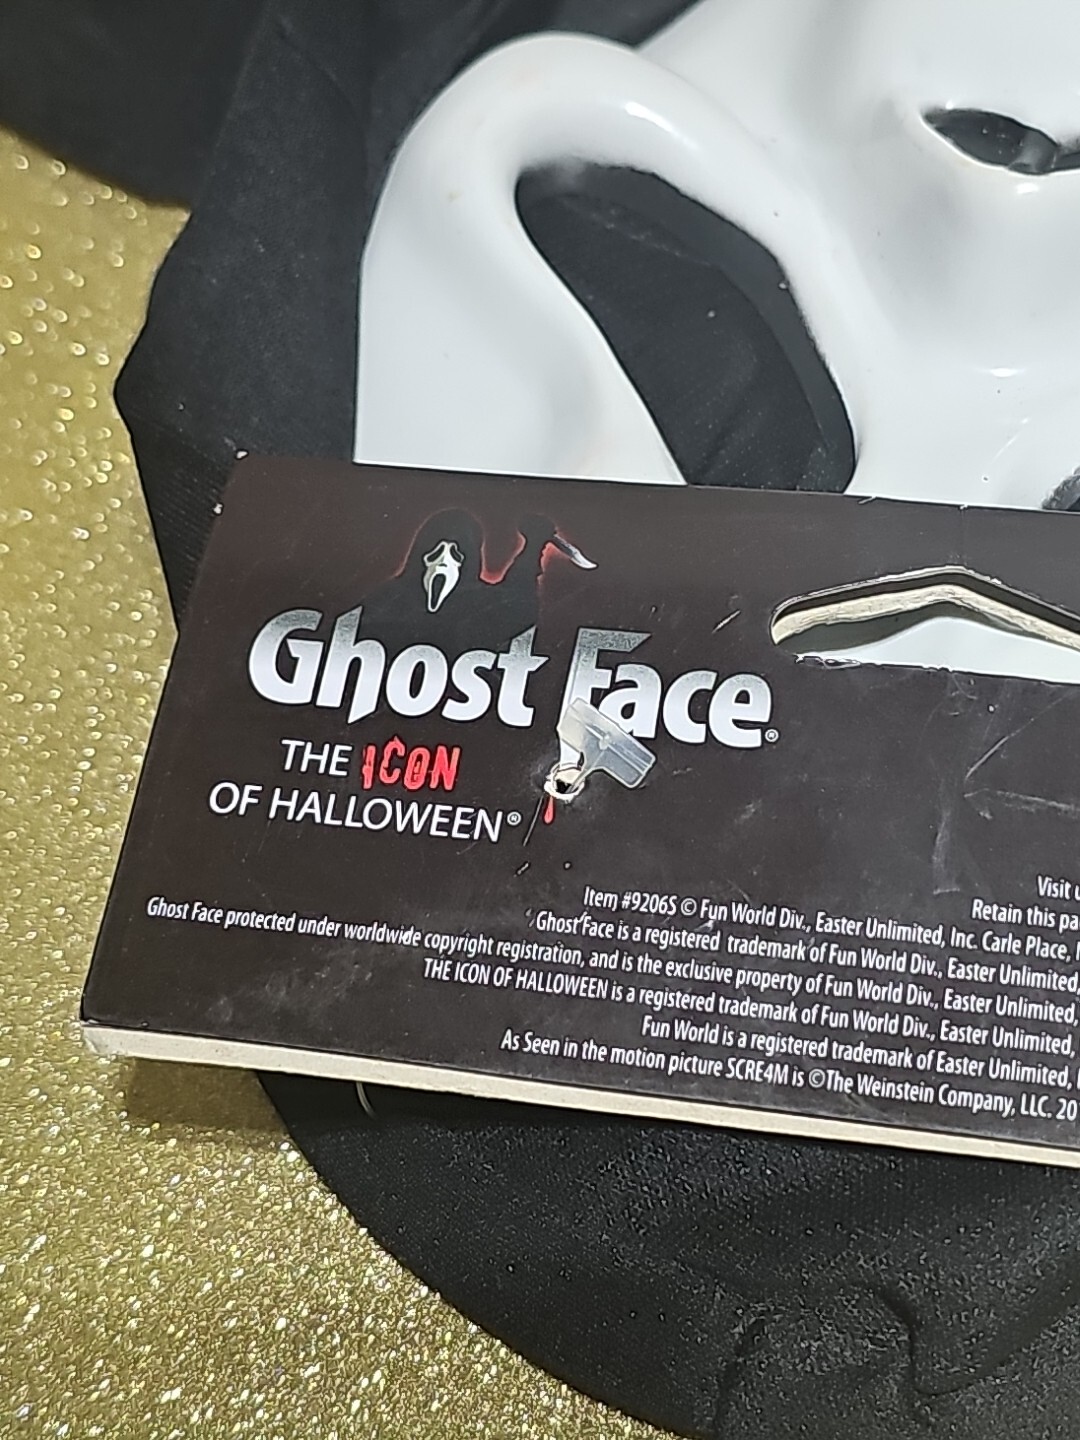 Ghost Face®
THE ICON
OF HALLOWEEN®
Visit
Retain this
Item #9206S © Fun World Div., Easter Unlimited, Inc. Carle Place,
Ghost Face is a registered trademark of Fun World Div., Easter Unlimited,
Ghost Face protected under worldwide copyright registration, and is the exclusive property of Fun World Div., Easter Unlimited,
THE ICON OF HALLOWEEN is a registered trademark of Fun World Div., Easter Unlimited,
Fun World is a registered trademark of Easter Unlimited,
As Seen in the motion picture SCRE4M is ©The Weinstein Company, LLC.